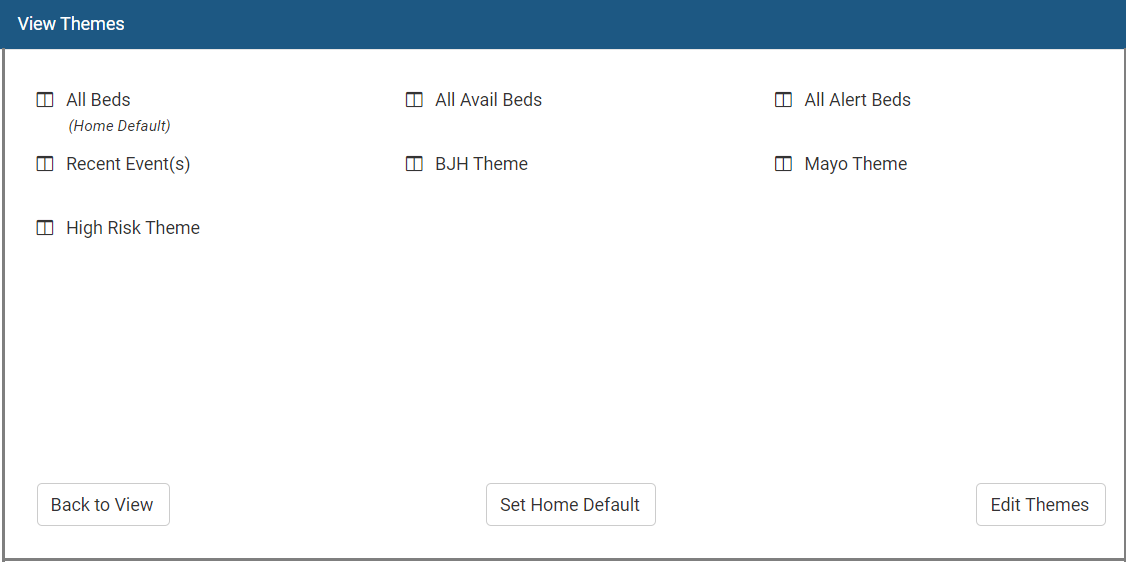 View Themes
All Beds
All Avail Beds
All Alert Beds
(Home Default)
Recent Event(s)
BJH Theme
Mayo Theme
High Risk Theme
Back to View
Set Home Default
Edit Themes